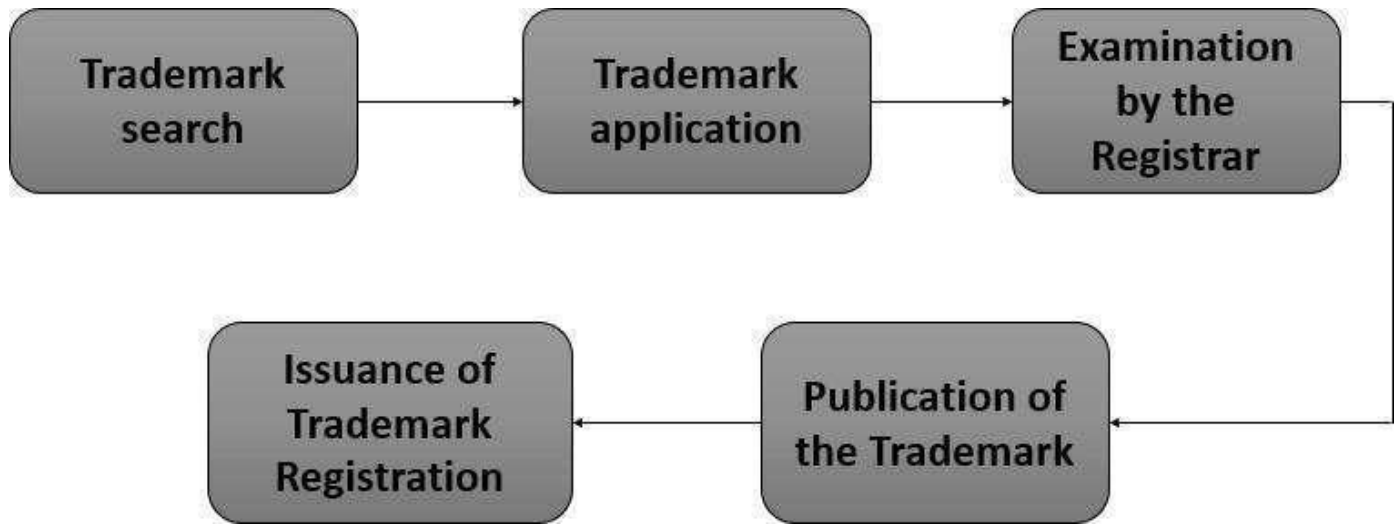 Trademark
search
Trademark
application
Examination
by the
Registrar
Publication of
the Trademark
Issuance of
Trademark
Registration